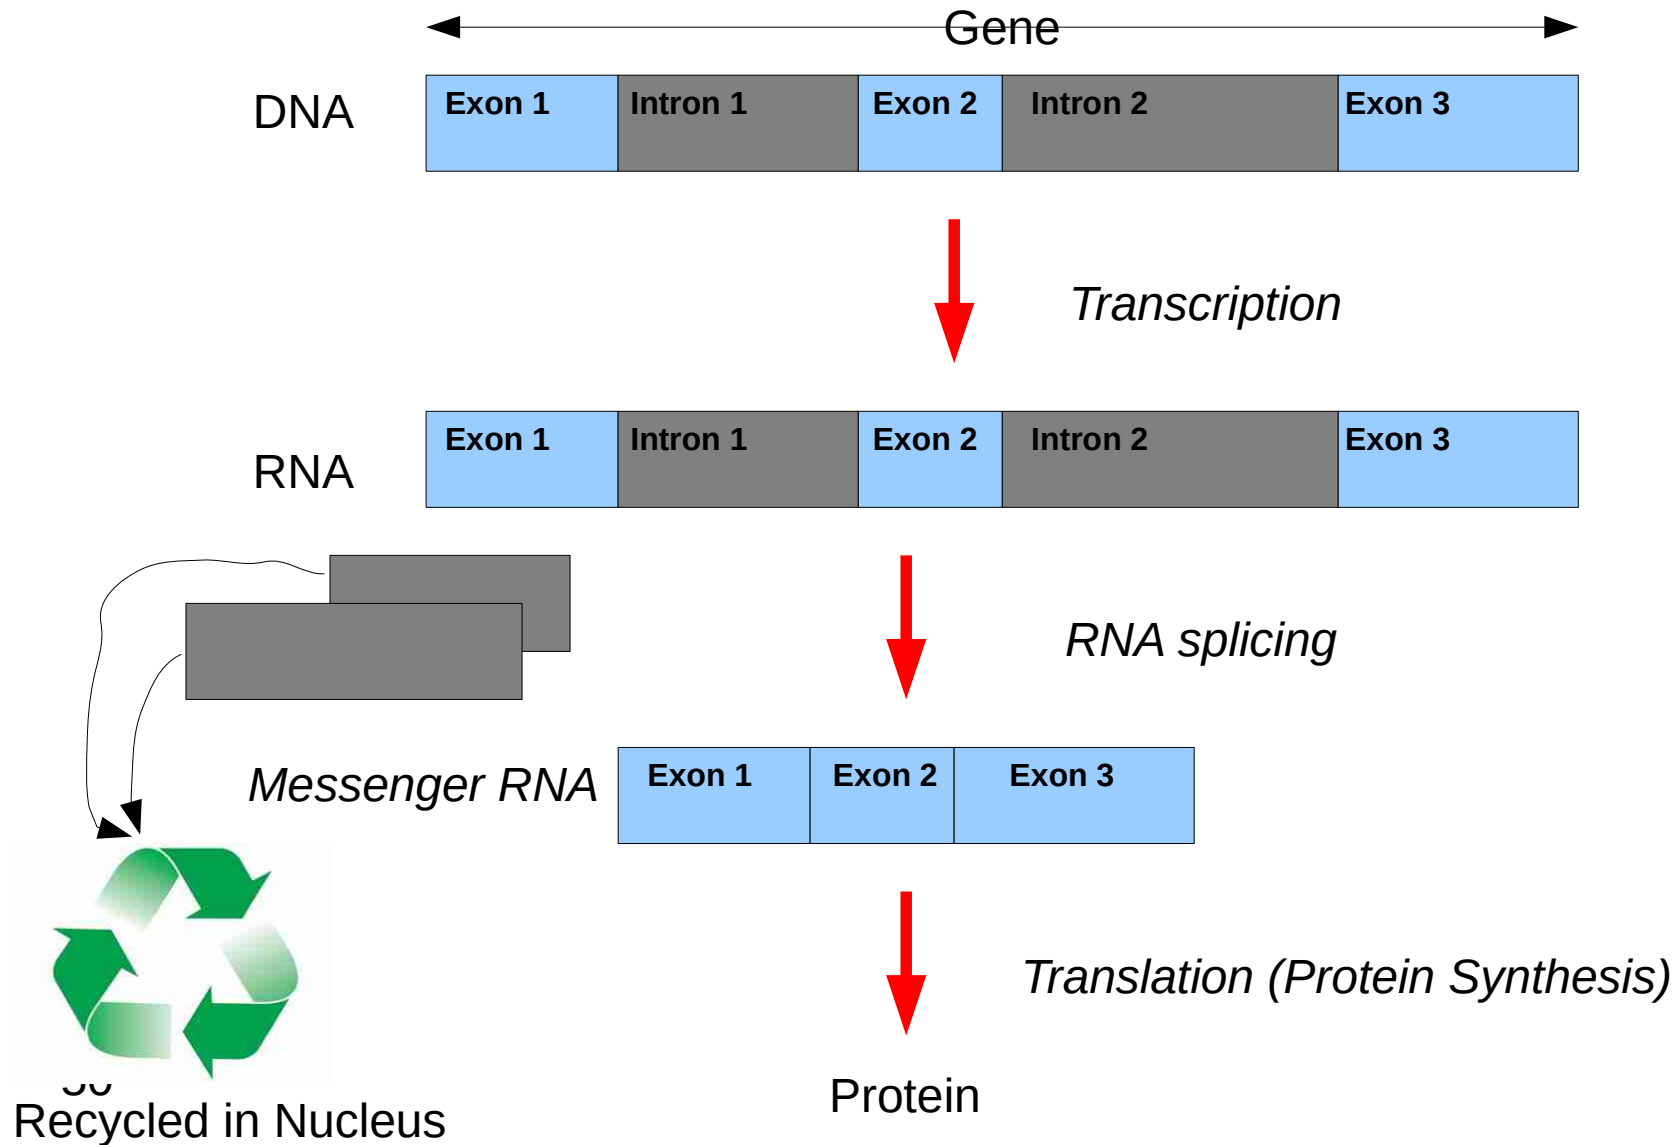 Gene
DNA
Exon 1 Intron 1 Exon 2 Intron 2 Exon 3
Transcription
RNA
Exon 1 Intron 1 Exon 2 Intron 2 Exon 3
RNA splicing
Messenger RNA
Exon 1 Exon 2 Exon 3
Translation (Protein Synthesis)
Protein
Recycled in Nucleus